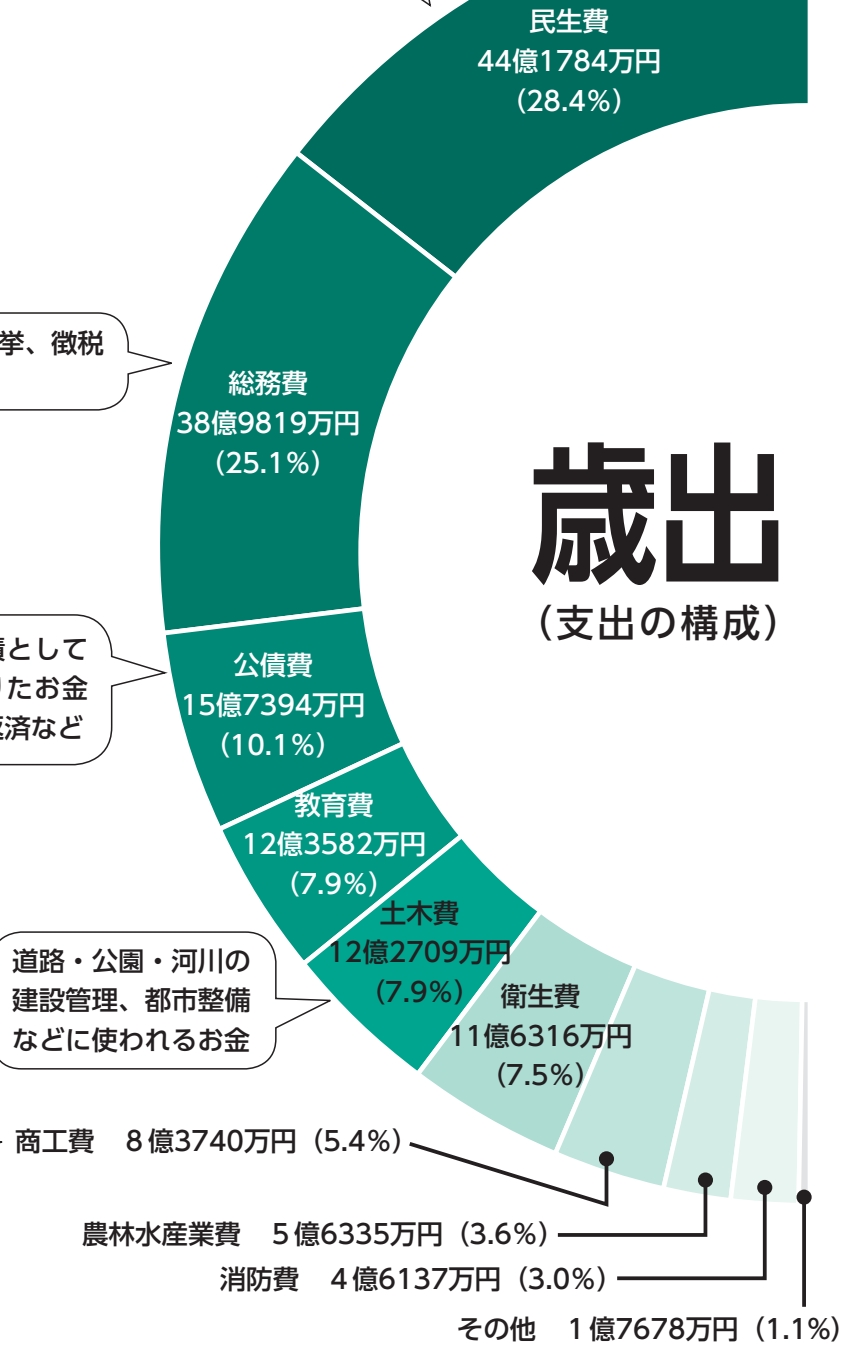 民生費
44億1784万円
（28.4%）
挙、徴税
総務費
38億9819万円
（25.1%）
歳出
（支出の構成）
として
りたお金
返済など
公債費
15億7394万円
（10.1%）
教育費
12億3582万円
（7.9%）
土木費
12億2709万円
（7.9%）
道路・公園・河川の
建設管理、都市整備
などに使われるお金
衛生費
11億6316万円
（7.5%）
商工費　8億3740万円（5.4%）
農林水産業費　5億6335万円（3.6%）
消防費　4億6137万円（3.0%）
その他　1億7678万円（1.1%）